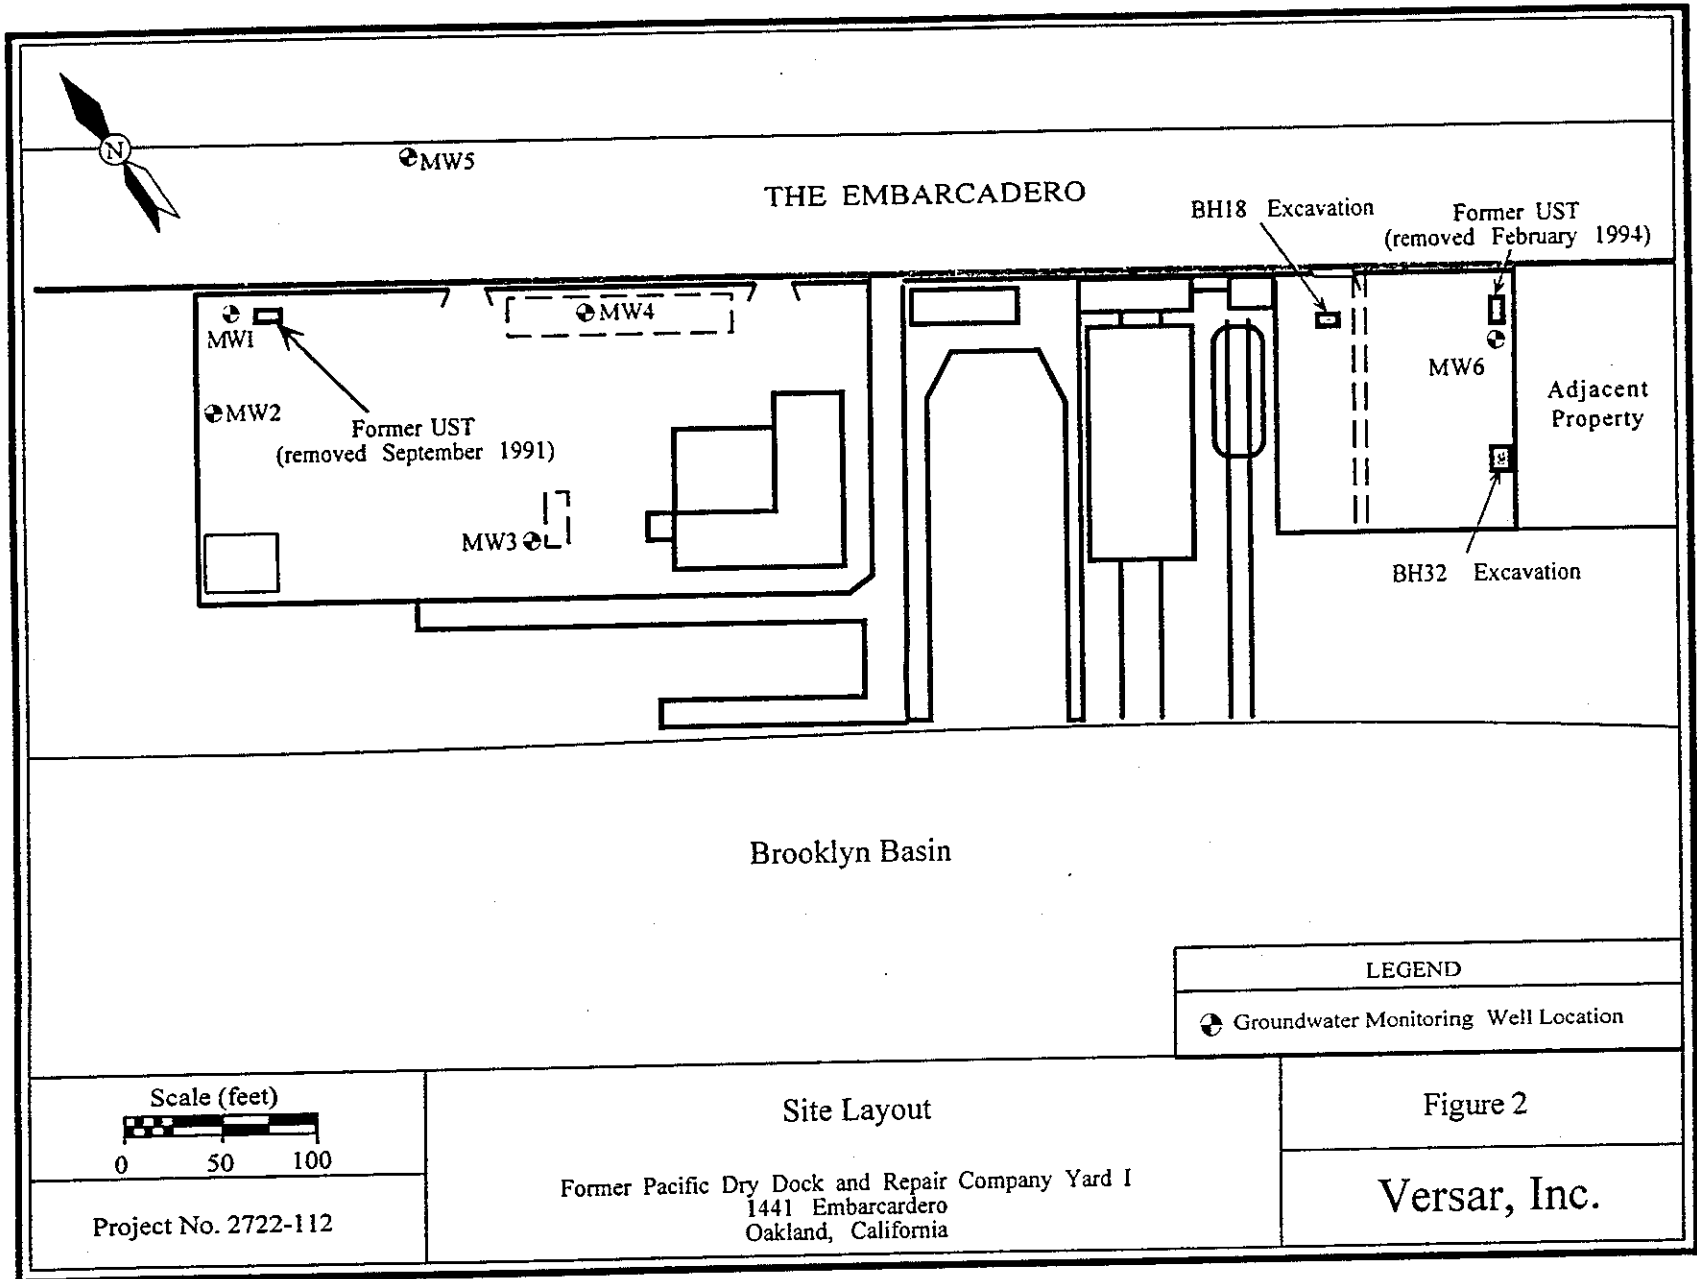 N
MW5
THE EMBARCADERO
BH18 Excavation
Former UST
(removed February 1994)
MW1
MW4
MW6
MW2
Former UST
(removed September 1991)
Adjacent
Property
MW3
BH32 Excavation
Brooklyn Basin
LEGEND
Groundwater Monitoring Well Location
Scale (feet)
0 50 100
Project No. 2722-112
Site Layout
Former Pacific Dry Dock and Repair Company Yard I
1441 Embarcardero
Oakland, California
Figure 2
Versar, Inc.